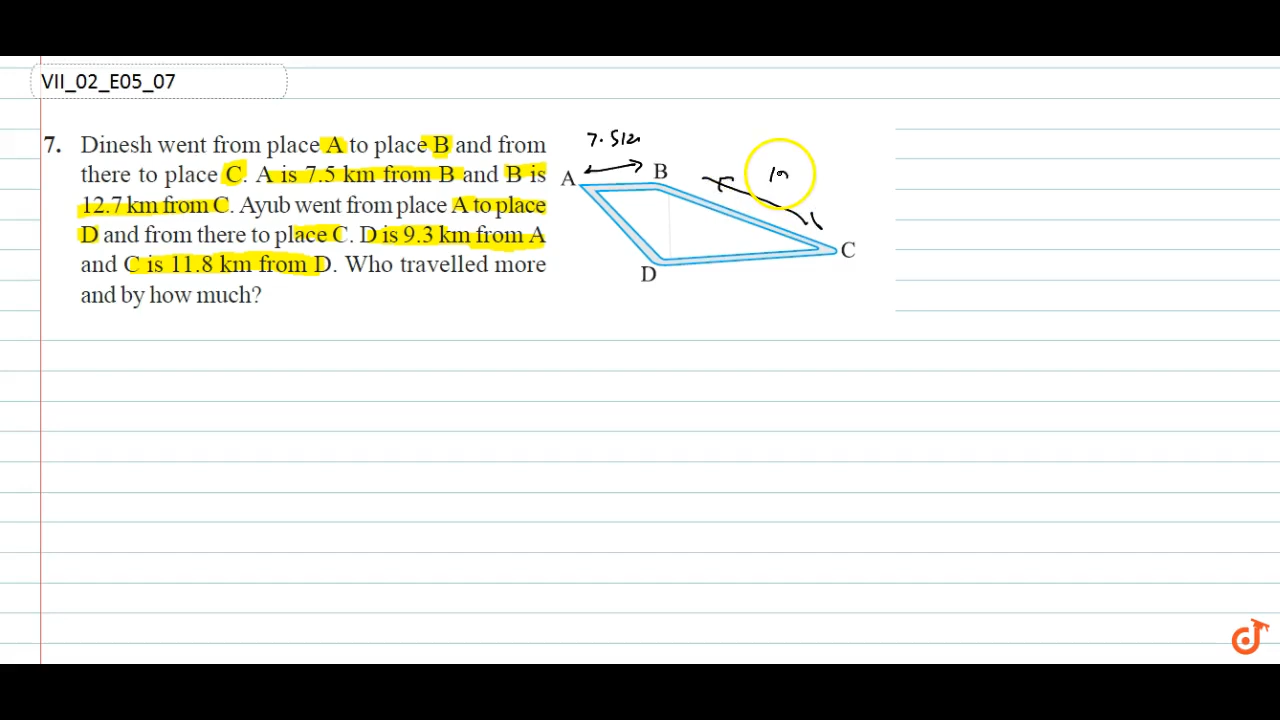 VII_02_E05_07
7. Dinesh went from place A to place B and from
there to place C. A is 7.5 km from B and B is
12.7 km from C. Ayub went from place A to place
D and from there to place C. D is 9.3 km from A
and C is 11.8 km from D. Who travelled more
and by how much?
A
B
C
D